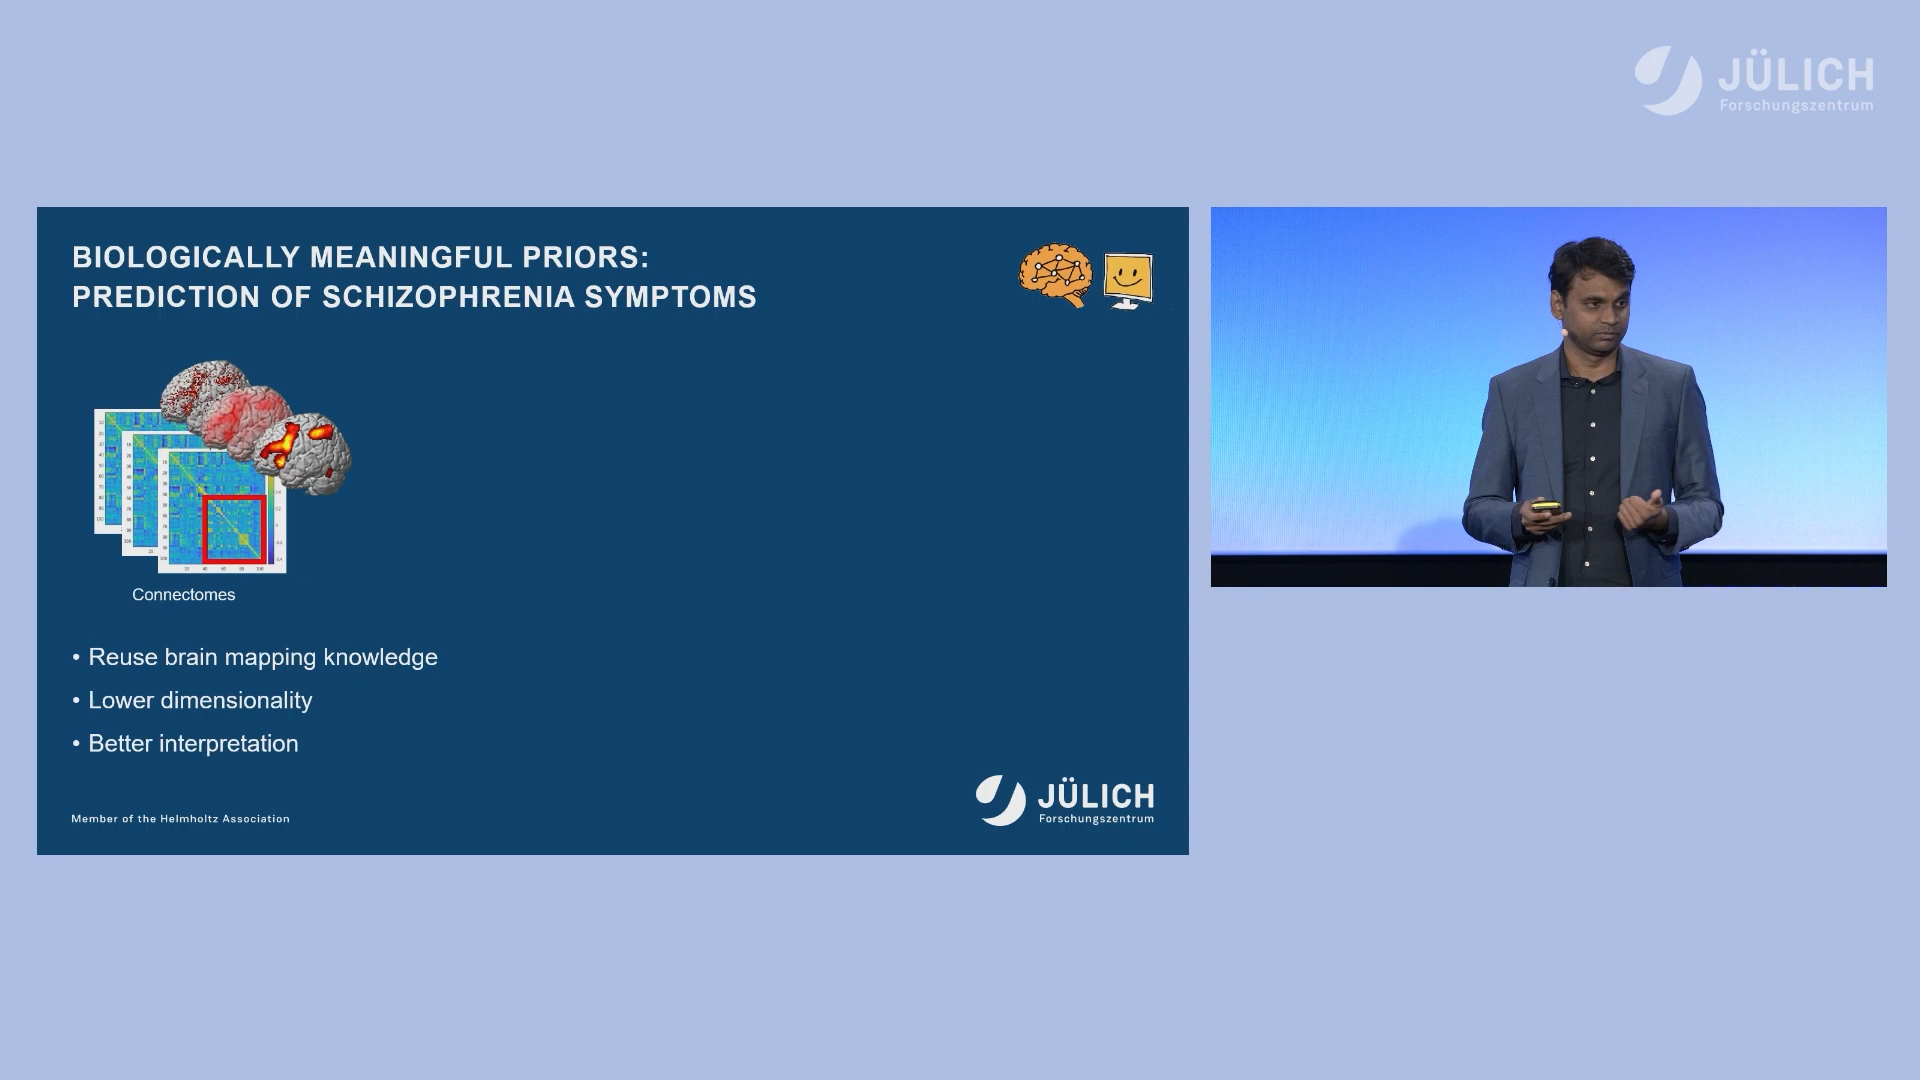 JÜLICH
Forschungszentrum
BIOLOGICALLY MEANINGFUL PRIORS:
PREDICTION OF SCHIZOPHRENIA SYMPTOMS
Connectomes
• Reuse brain mapping knowledge
• Lower dimensionality
• Better interpretation
Member of the Helmholtz Association
JÜLICH
Forschungszentrum